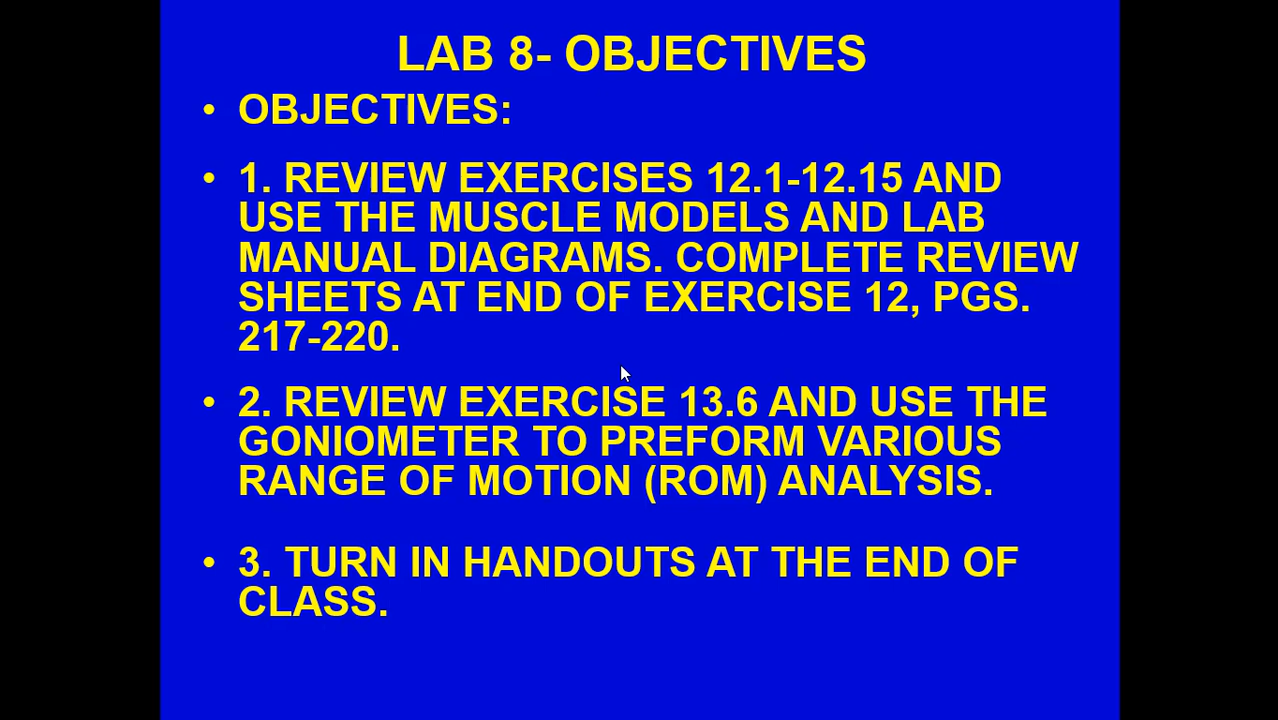 LAB 8- OBJECTIVES
• OBJECTIVES:
• 1. REVIEW EXERCISES 12.1-12.15 AND
USE THE MUSCLE MODELS AND LAB
MANUAL DIAGRAMS. COMPLETE REVIEW
SHEETS AT END OF EXERCISE 12, PGS.
217-220.
• 2. REVIEW EXERCISE 13.6 AND USE THE
GONIOMETER TO PREFORM VARIOUS
RANGE OF MOTION (ROM) ANALYSIS.
• 3. TURN IN HANDOUTS AT THE END OF
CLASS.